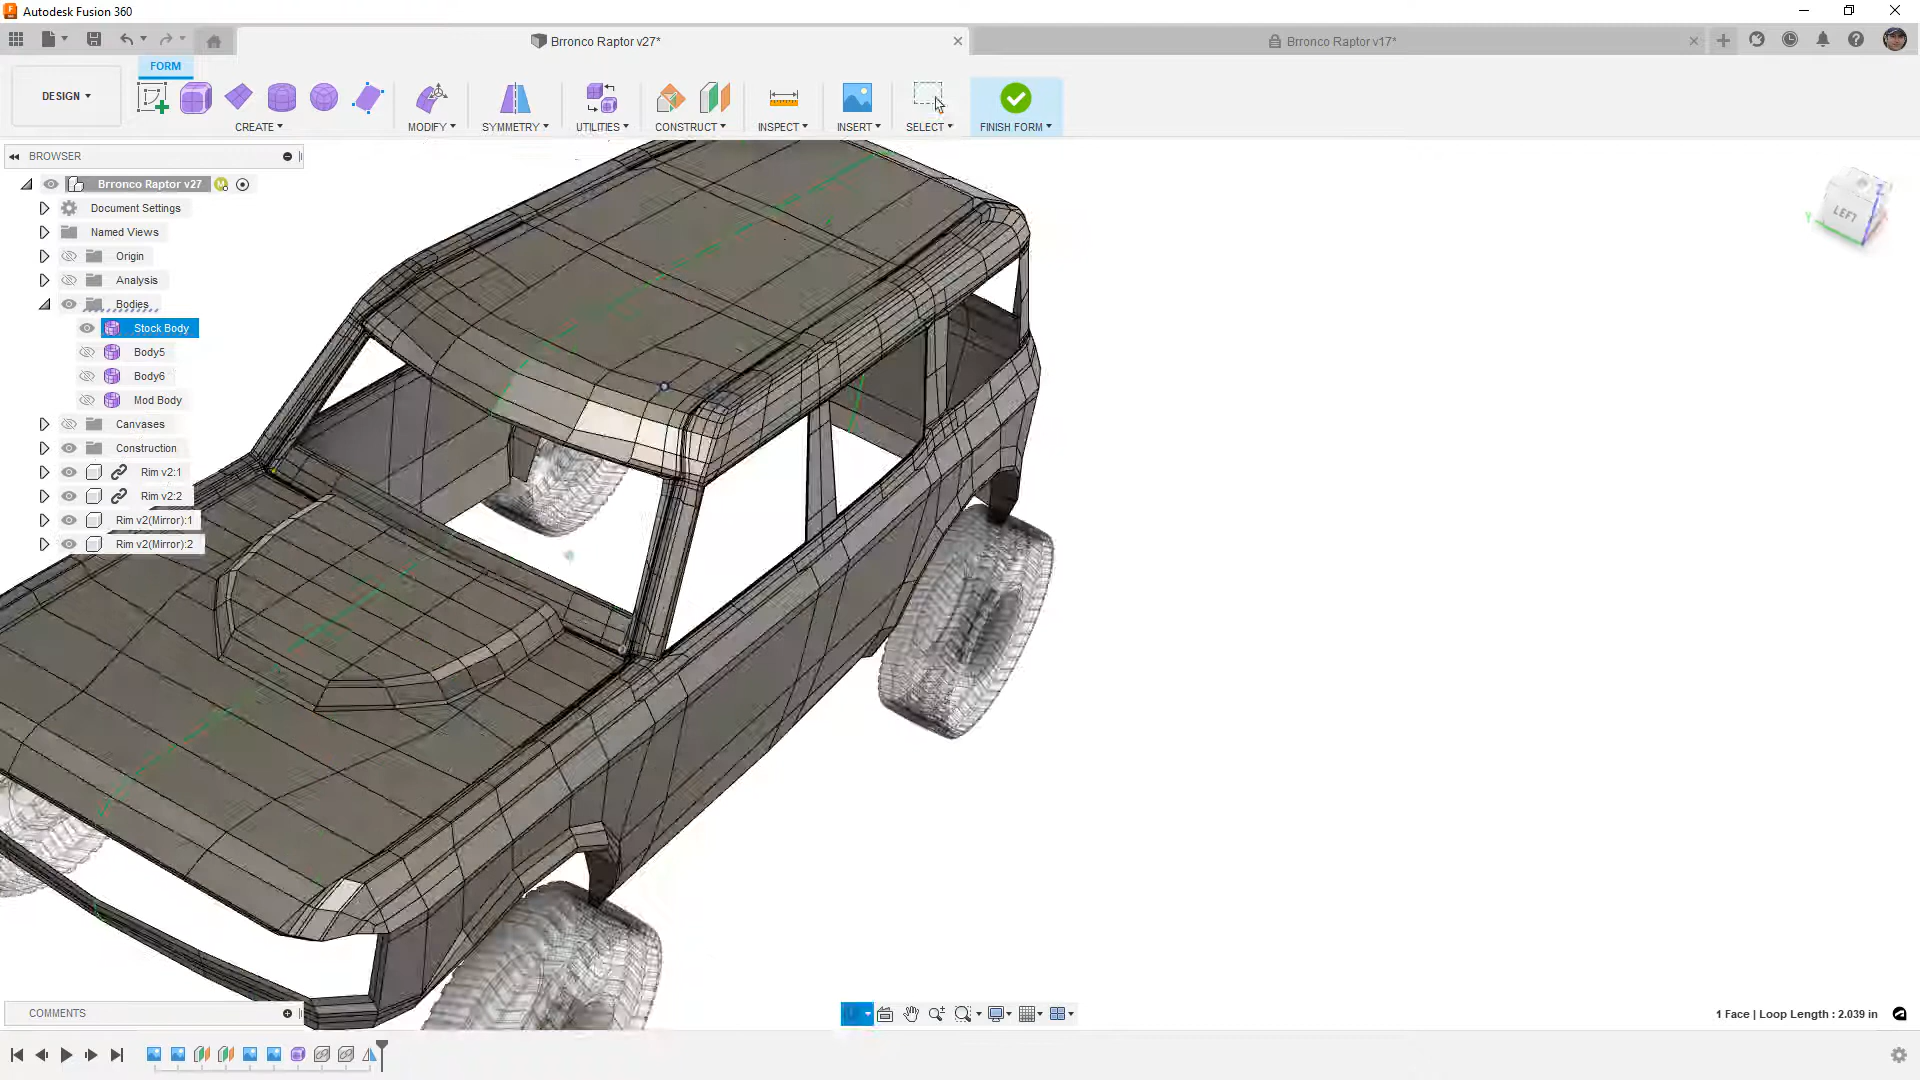 Autodesk Fusion 360
Brronco Raptor v27*
Brronco Raptor v17*
FORM
DESIGN
CREATE
MODIFY
SYMMETRY
UTILITIES
CONSTRUCT
INSPECT
INSERT
SELECT
FINISH FORM
BROWSER
Brronco Raptor v27
Document Settings
Named Views
Origin
Analysis
Bodies
Stock Body
Body5
Body6
Mod Body
Canvases
Construction
Rim v2:1
Rim v2:2
Rim v2(Mirror):1
Rim v2(Mirror):2
LEFT
Z
Y
COMMENTS
1 Face | Loop Length : 2.039 in